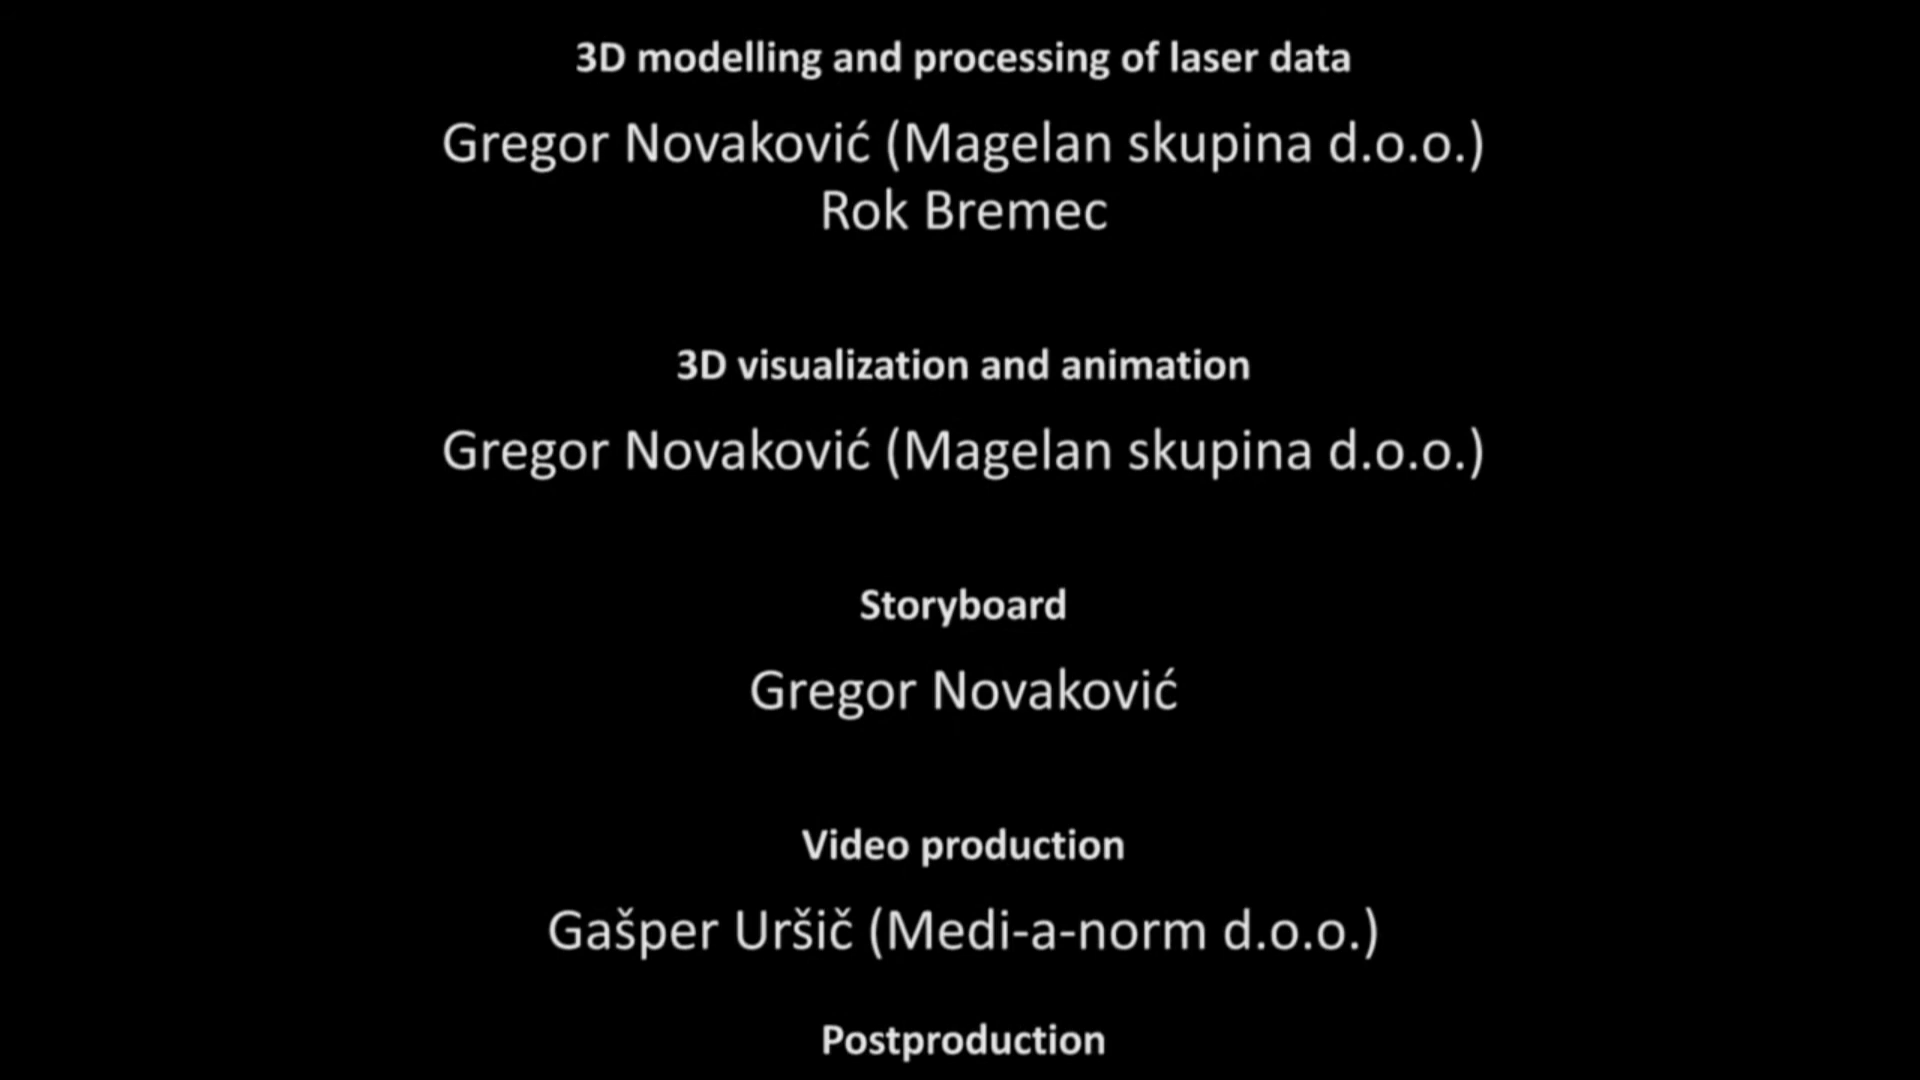 3D modelling and processing of laser data
Gregor Novaković (Magelan skupina d.o.o.)
Rok Bremec
3D visualization and animation
Gregor Novaković (Magelan skupina d.o.o.)
Storyboard
Gregor Novaković
Video production
Gašper Uršič (Medi-a-norm d.o.o.)
Postproduction